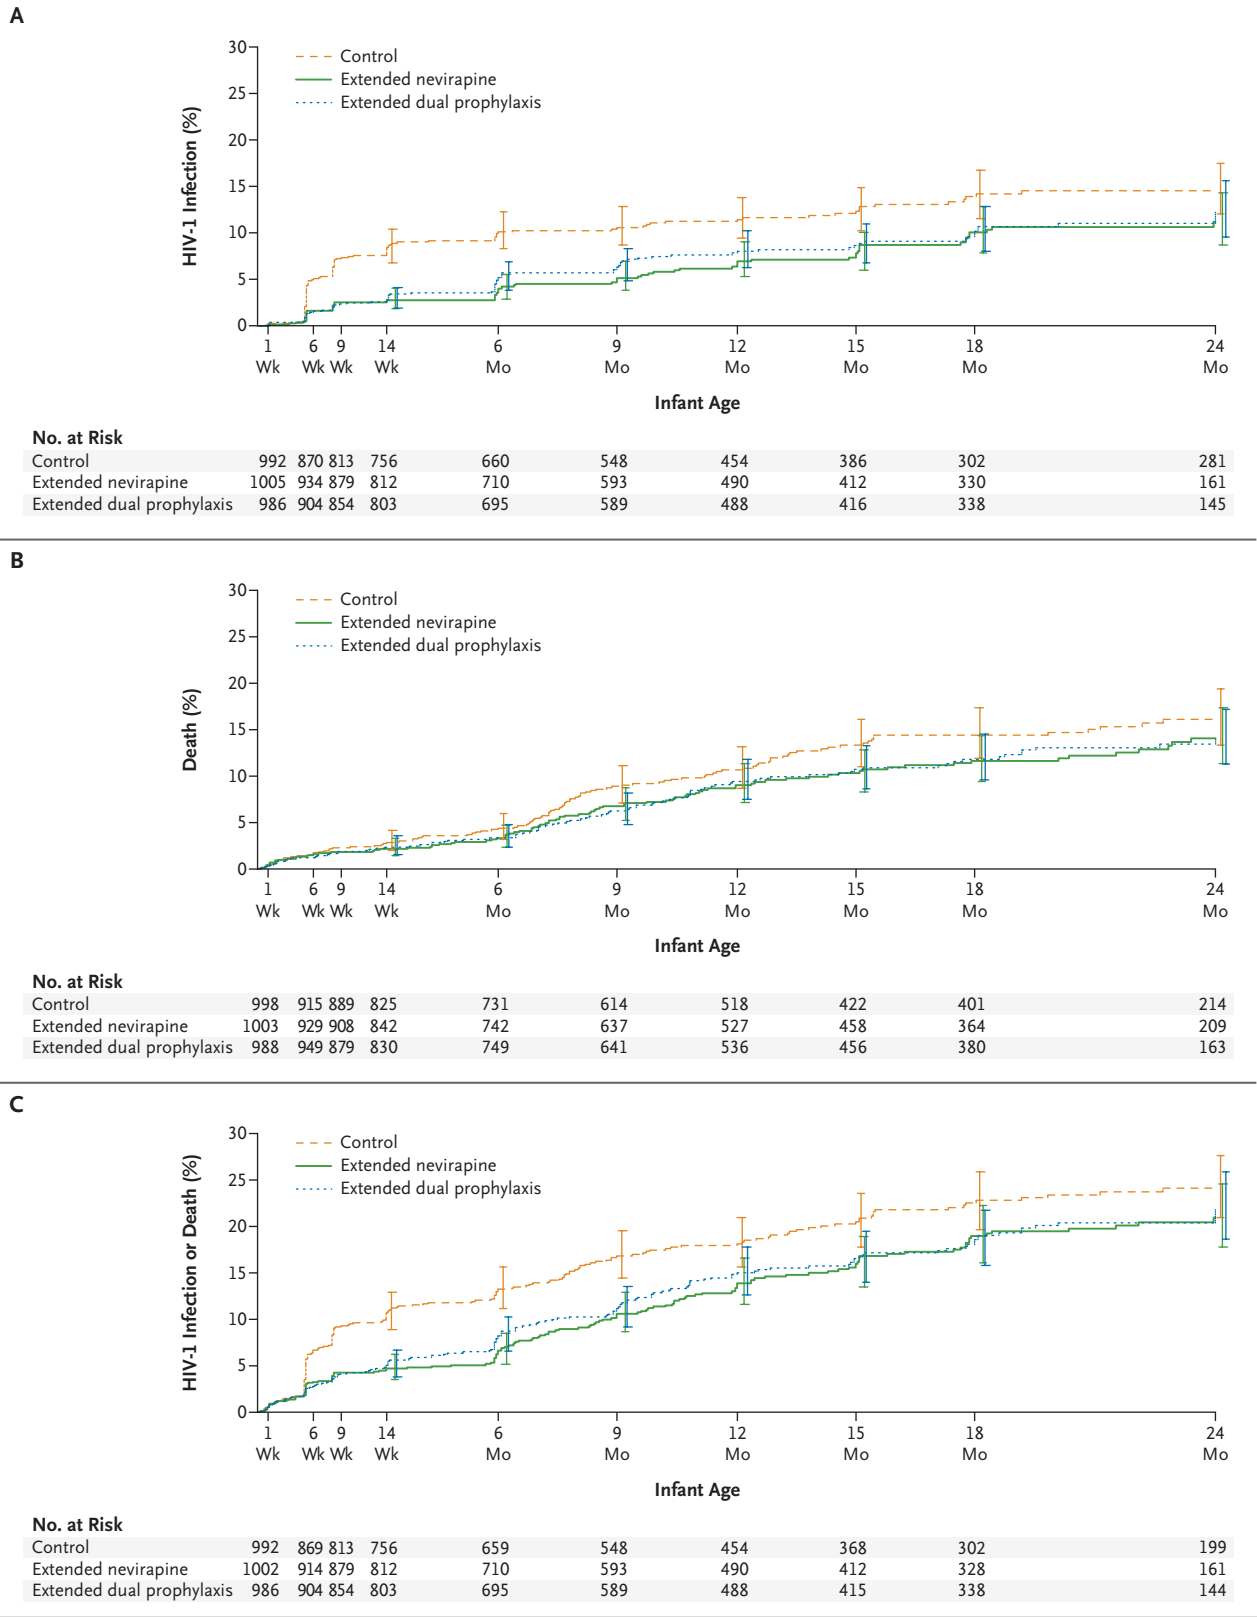 A
30
Control
Extended nevirapine
25
Extended dual prophylaxis
20
15
10
5
0
HIV-1 Infection (%)
1 6 9 14 6 9 12 15 18 24
Wk Wk Wk Wk Mo Mo Mo Mo Mo Mo
Infant Age
No. at Risk
Control 992 870 813 756 660 548 454 386 302 281
Extended nevirapine 1005 934 879 812 710 593 490 412 330 161
Extended dual prophylaxis 986 904 854 803 695 589 488 416 338 145
B
30
Control
Extended nevirapine
25
Extended dual prophylaxis
20
15
10
5
0
Death (%)
1 6 9 14 6 9 12 15 18 24
Wk Wk Wk Wk Mo Mo Mo Mo Mo Mo
Infant Age
No. at Risk
Control 998 915 889 825 731 614 518 422 401 214
Extended nevirapine 1003 929 908 842 742 637 527 458 364 209
Extended dual prophylaxis 988 949 879 830 749 641 536 456 380 163
C
30
Control
Extended nevirapine
25
Extended dual prophylaxis
20
15
10
5
0
HIV-1 Infection or Death (%)
1 6 9 14 6 9 12 15 18 24
Wk Wk Wk Wk Mo Mo Mo Mo Mo Mo
Infant Age
No. at Risk
Control 992 869 813 756 659 548 454 368 302 199
Extended nevirapine 1002 914 879 812 710 593 490 412 328 161
Extended dual prophylaxis 986 904 854 803 695 589 488 415 338 144